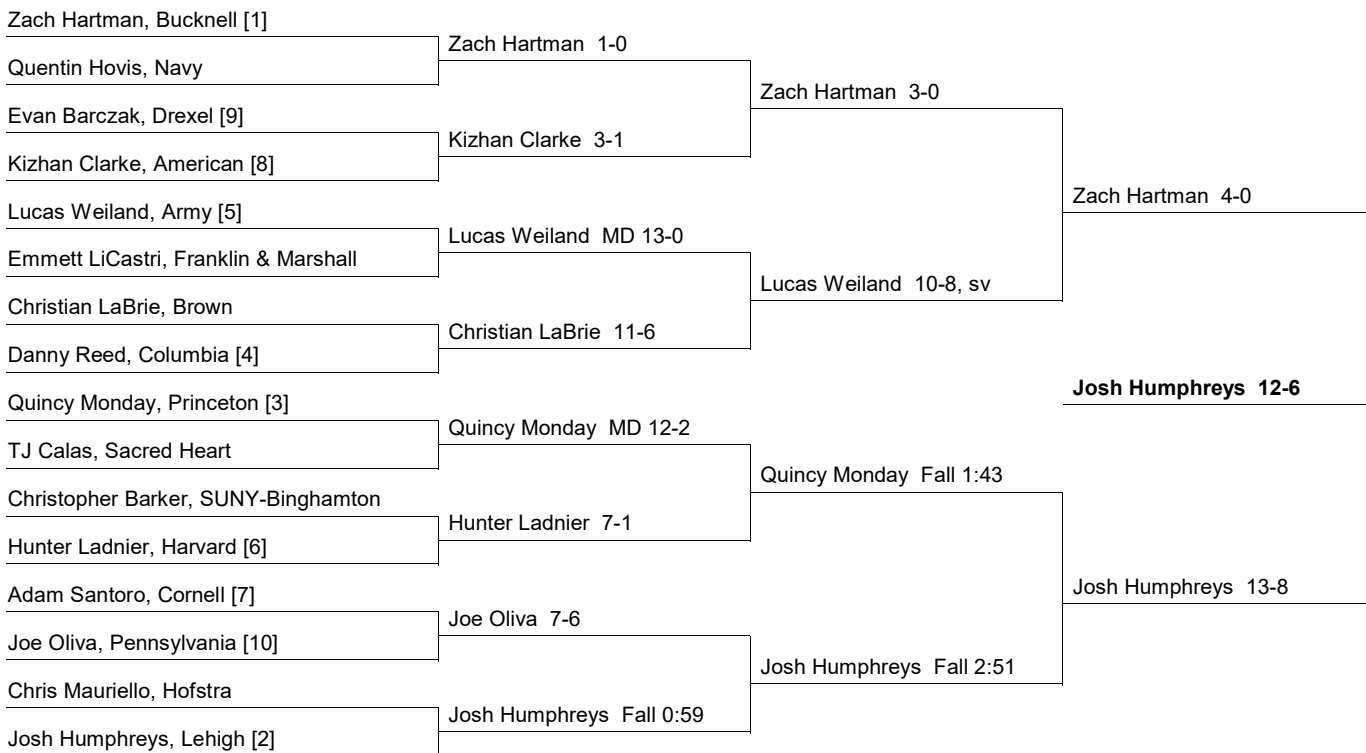 Zach Hartman, Bucknell [1]
Zach Hartman 1-0
Quentin Hovis, Navy
Zach Hartman 3-0
Evan Barczak, Drexel [9]
Kizhan Clarke 3-1
Kizhan Clarke, American [8]
Zach Hartman 4-0
Lucas Weiland, Army [5]
Lucas Weiland MD 13-0
Emmett LiCastri, Franklin & Marshall
Lucas Weiland 10-8, sv
Christian LaBrie, Brown
Christian LaBrie 11-6
Danny Reed, Columbia [4]
Josh Humphreys 12-6
Quincy Monday, Princeton [3]
Quincy Monday MD 12-2
TJ Calas, Sacred Heart
Quincy Monday Fall 1:43
Christopher Barker, SUNY-Binghamton
Hunter Ladnier 7-1
Hunter Ladnier, Harvard [6]
Josh Humphreys 13-8
Adam Santoro, Cornell [7]
Joe Oliva 7-6
Joe Oliva, Pennsylvania [10]
Josh Humphreys Fall 2:51
Chris Mauriello, Hofstra
Josh Humphreys Fall 0:59
Josh Humphreys, Lehigh [2]